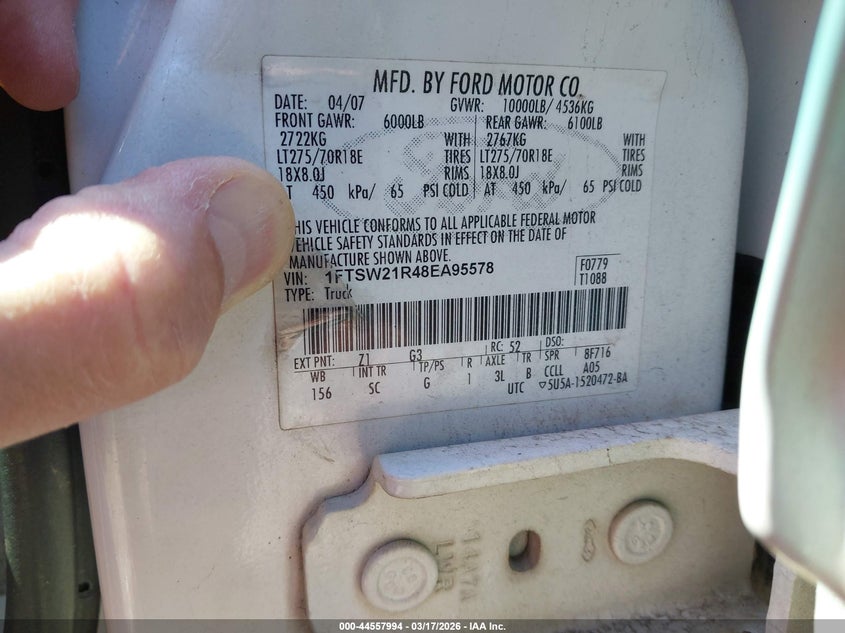 MFD. BY FORD MOTOR CO.
DATE: 04/07 GVWR: 10000LB/ 4536KG
FRONT GAWR: 6000LB REAR GAWR: 6100LB
2722KG WITH 2767KG WITH
LT275/70R18E TIRES LT275/70R18E TIRES
18X8.0J RIMS 18X8.0J RIMS
AT 450 kPa/ 65 PSI COLD AT 450 kPa/ 65 PSI COLD
THIS VEHICLE CONFORMS TO ALL APPLICABLE FEDERAL MOTOR
VEHICLE SAFETY STANDARDS IN EFFECT ON THE DATE OF
MANUFACTURE SHOWN ABOVE.
VIN: 1FTSW21R48EA95578 F0779
TYPE: Truck T1088
EXT PNT: Z1 G3 RC: 52 DSO:
WB INT TR TP/PS R AXLE TR SPR 8F716
156 SC G 1 3L B CCLL A05
UTC 5U5A-1520472-BA
LWR
000-44557994 | 03/17/2026 | IAA Inc.